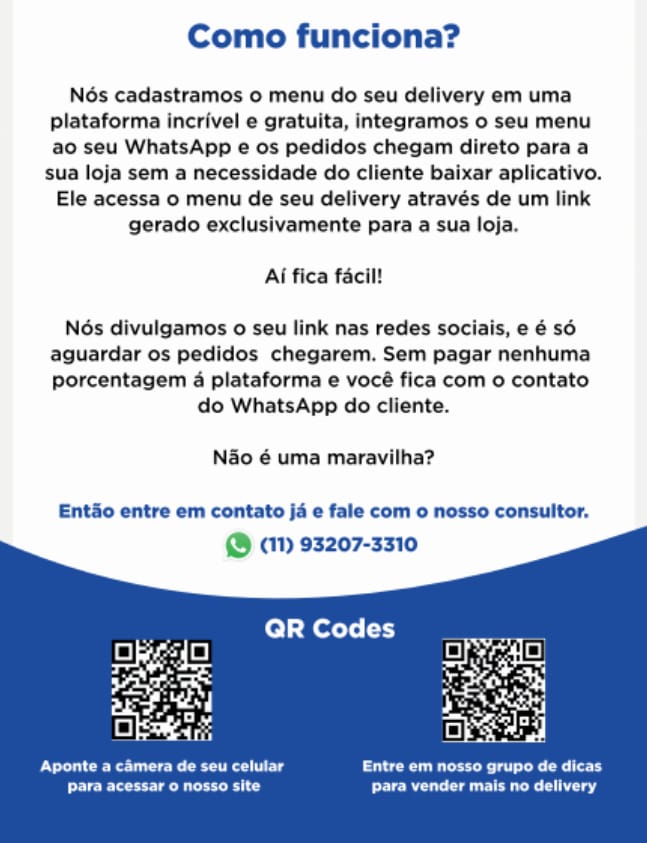 Como funciona?
Nós cadastramos o menu do seu delivery em uma
plataforma incrível e gratuita, integramos o seu menu
ao seu WhatsApp e os pedidos chegam direto para a
sua loja sem a necessidade do cliente baixar aplicativo.
Ele acessa o menu de seu delivery através de um link
gerado exclusivamente para a sua loja.
Aí fica fácil!
Nós divulgamos o seu link nas redes sociais, e é só
aguardar os pedidos  chegarem. Sem pagar nenhuma
porcentagem á plataforma e você fica com o contato
do WhatsApp do cliente.
Não é uma maravilha?
Então entre em contato já e fale com o nosso consultor.
(11) 93207-3310
QR Codes
Aponte a câmera de seu celular
para acessar o nosso site
Entre em nosso grupo de dicas
para vender mais no delivery